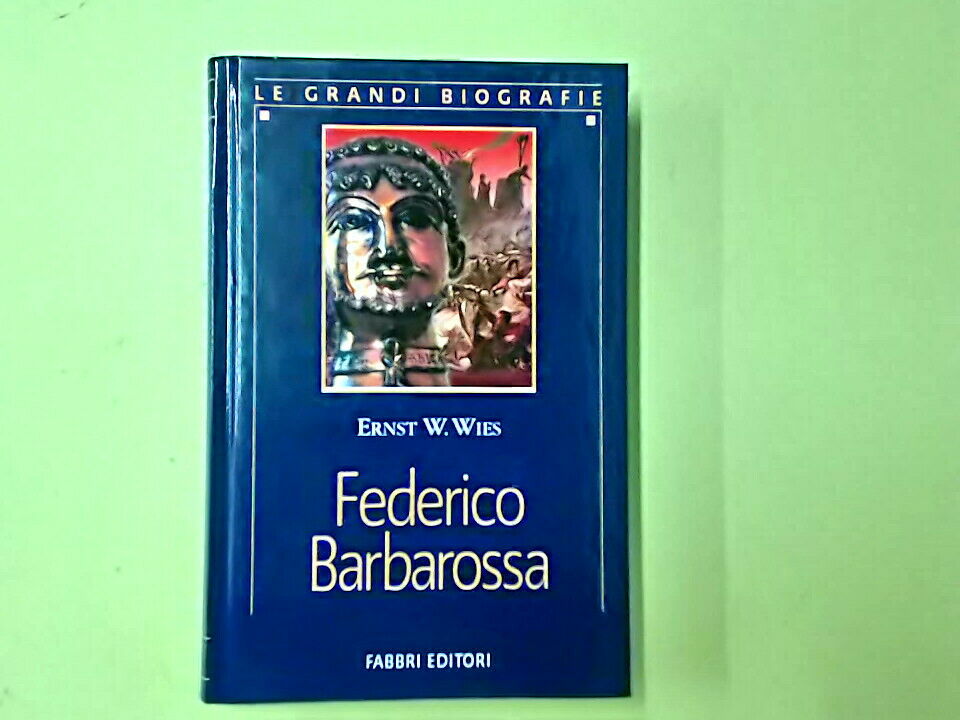 LE GRANDI BIOGRAFIE
ERNST W. WIES
Federico
Barbarossa
FABBRI EDITORI